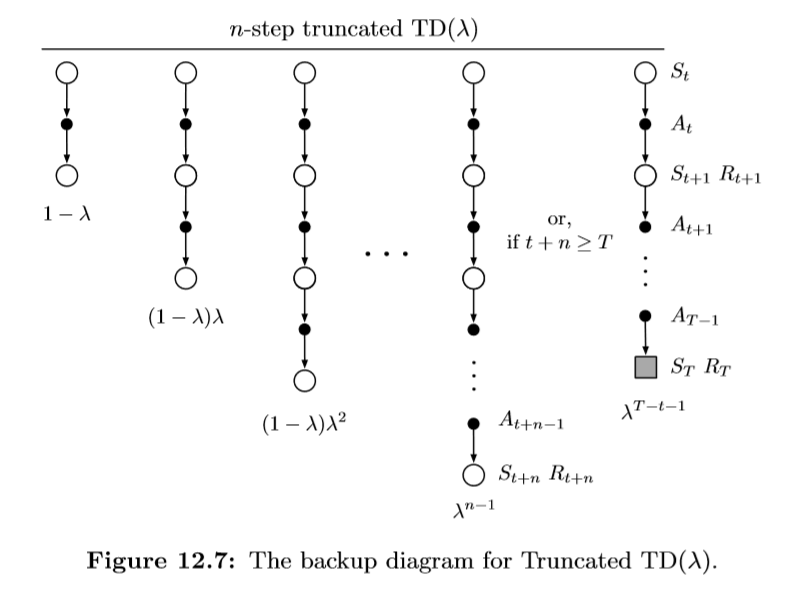 n-step truncated TD(λ)
S_t
A_t
S_{t+1} R_{t+1}
1 − λ
or,
if t + n ≥ T
A_{t+1}
· · ·
⋮
(1 − λ)λ
A_{T−1}
S_T R_T
λ^{T−t−1}
(1 − λ)λ²
⋮
A_{t+n−1}
S_{t+n} R_{t+n}
λ^{n−1}
Figure 12.7: The backup diagram for Truncated TD(λ).